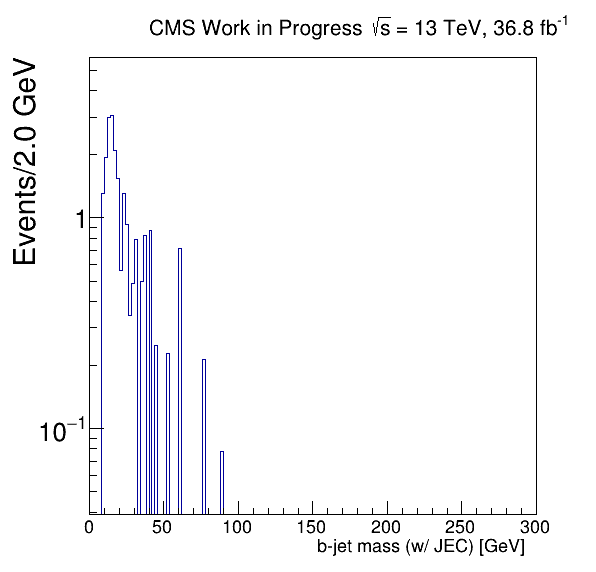 CMS Work in Progress √s = 13 TeV, 36.8 fb⁻¹
Events/2.0 GeV
1
10⁻¹
0 50 100 150 200 250 300
b-jet mass (w/ JEC) [GeV]